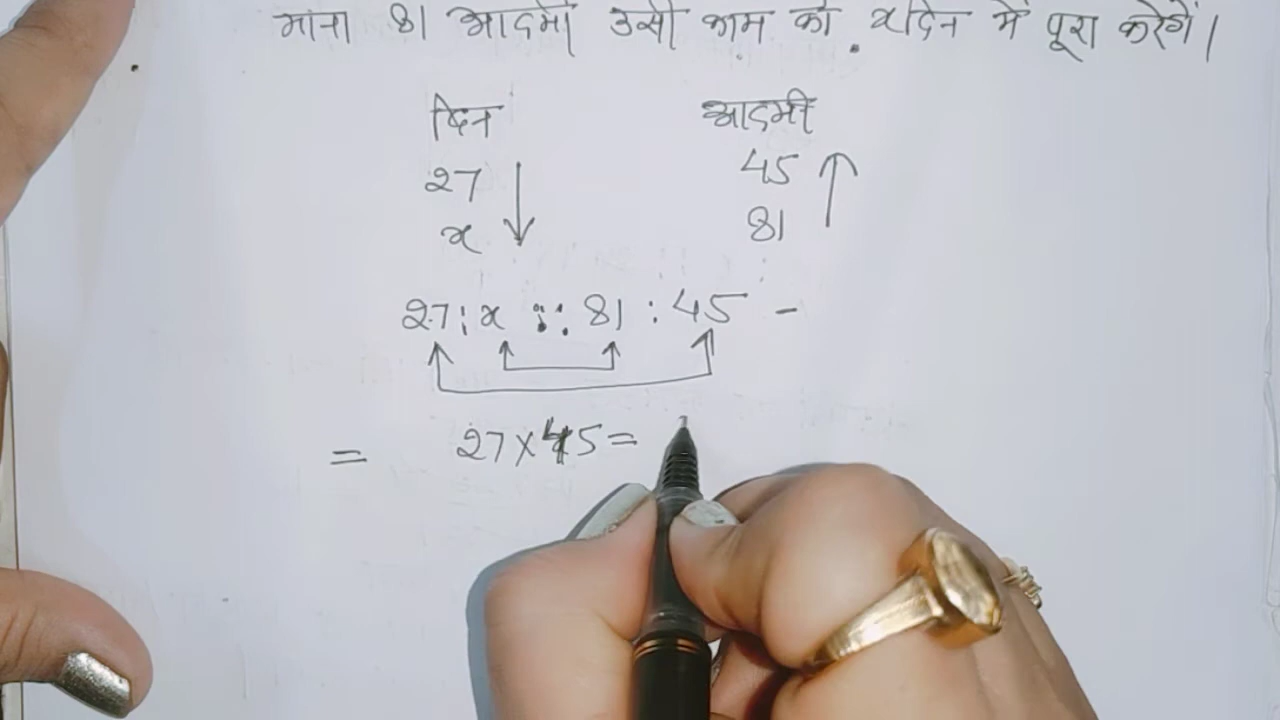 माना 81 आदमी उसी काम को x दिन में पूरा करेगें।
दिन आदमी
27 45
x 81
27 : x :: 81 : 45 -
= 27 x 45 =